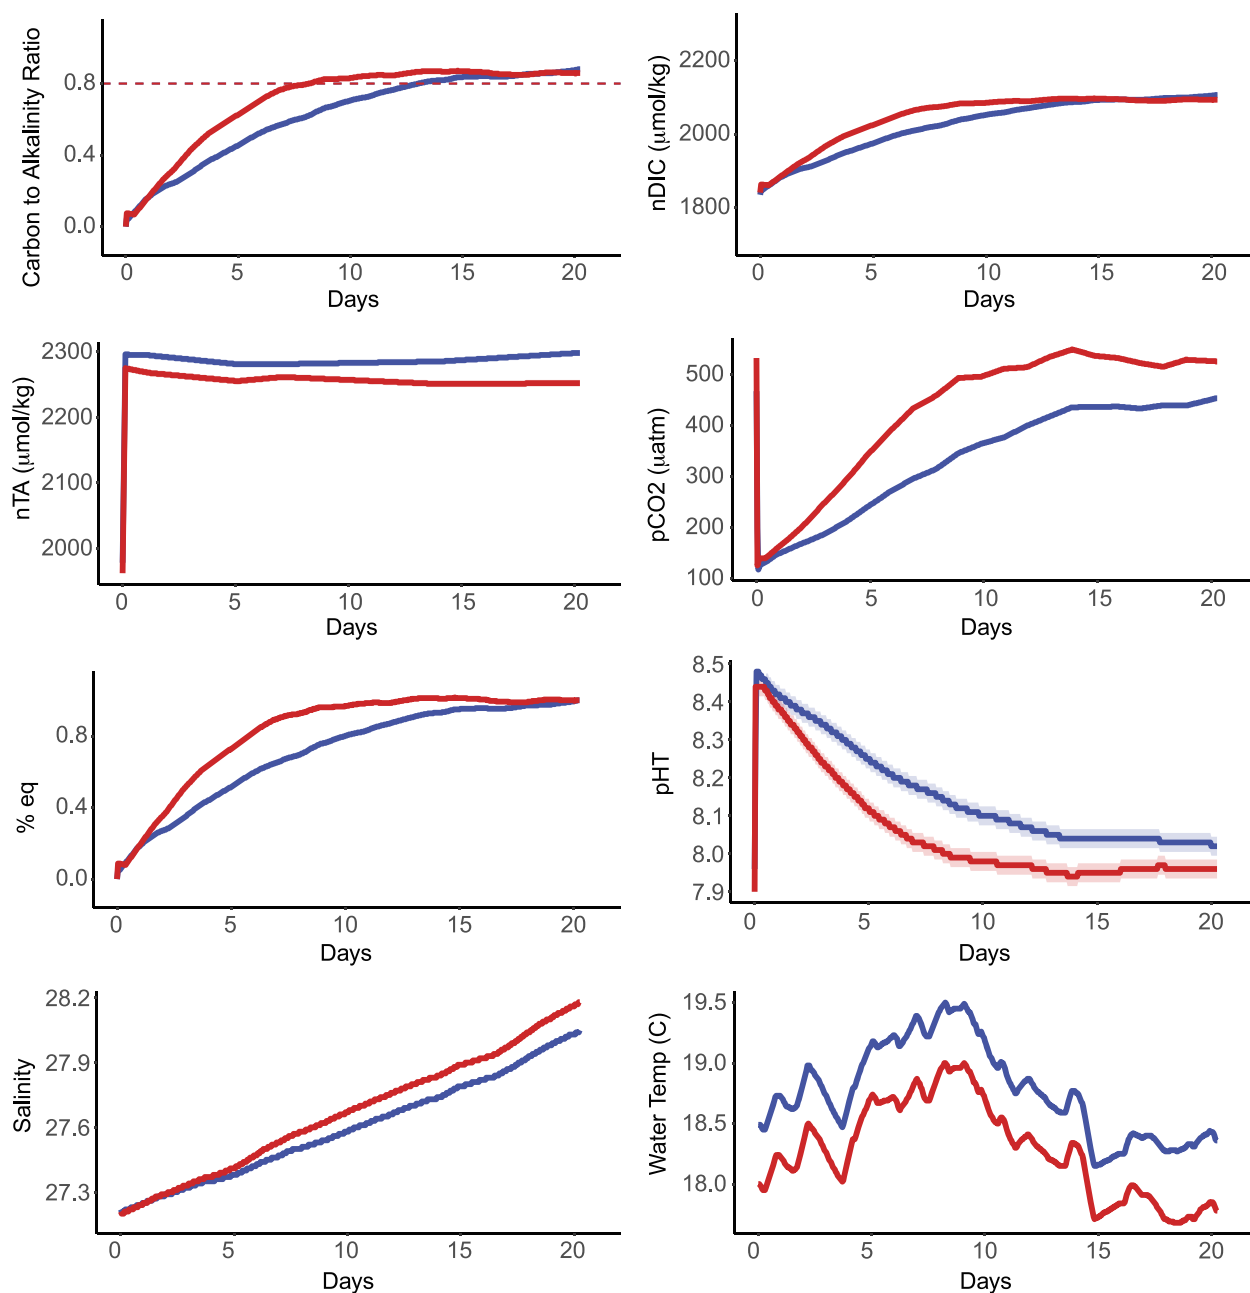 Carbon to Alkalinity Ratio
0.8
0.4
0.0
0 5 10 15 20
Days
nDIC (μmol/kg)
2200
2000
1800
0 5 10 15 20
Days
nTA (μmol/kg)
2300
2200
2100
2000
0 5 10 15 20
Days
pCO2 (μatm)
500
400
300
200
100
0 5 10 15 20
Days
% eq
0.8
0.4
0.0
0 5 10 15 20
Days
pHT
8.5
8.4
8.3
8.2
8.1
8.0
7.9
0 5 10 15 20
Days
Salinity
28.2
27.9
27.6
27.3
0 5 10 15 20
Days
Water Temp (C)
19.5
19.0
18.5
18.0
0 5 10 15 20
Days